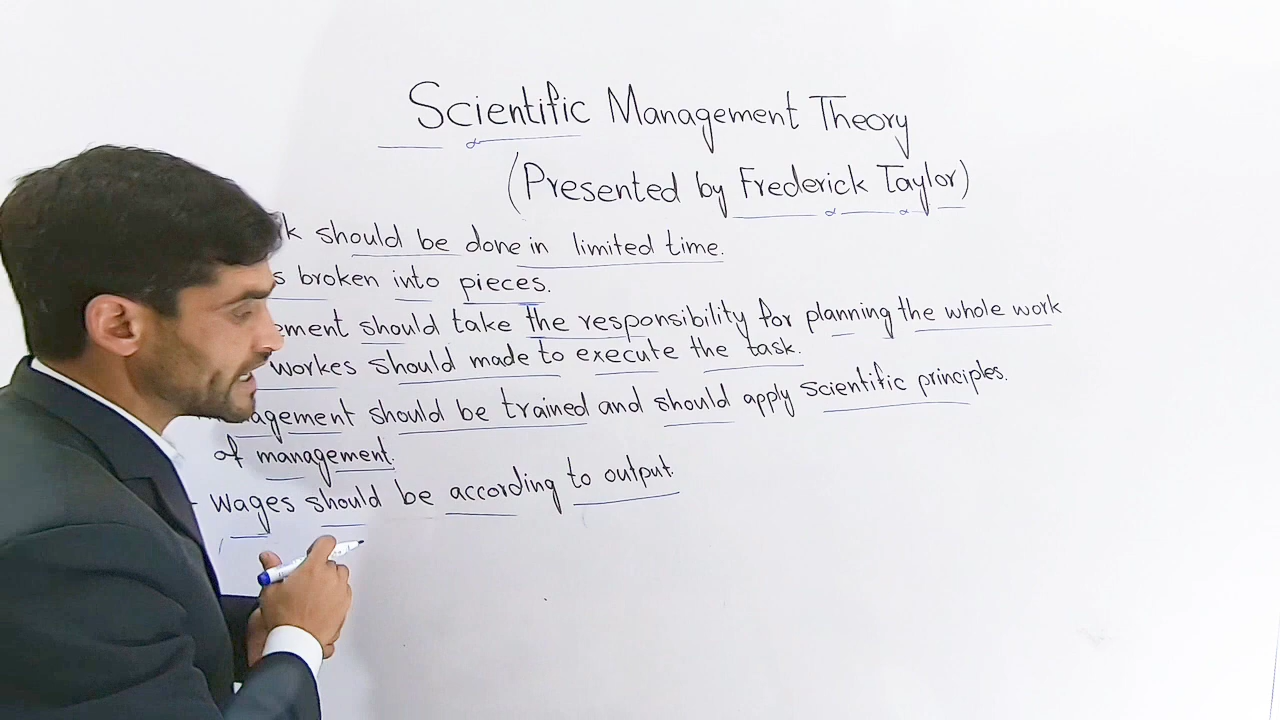 Scientific Management Theory
(Presented by Frederick Taylor)
should be done in limited time.
broken into pieces.
should take the responsibility for planning the whole work
workes should made to execute the task.
should be trained and should apply scientific principles.
of management.
- Wages should be according to output.